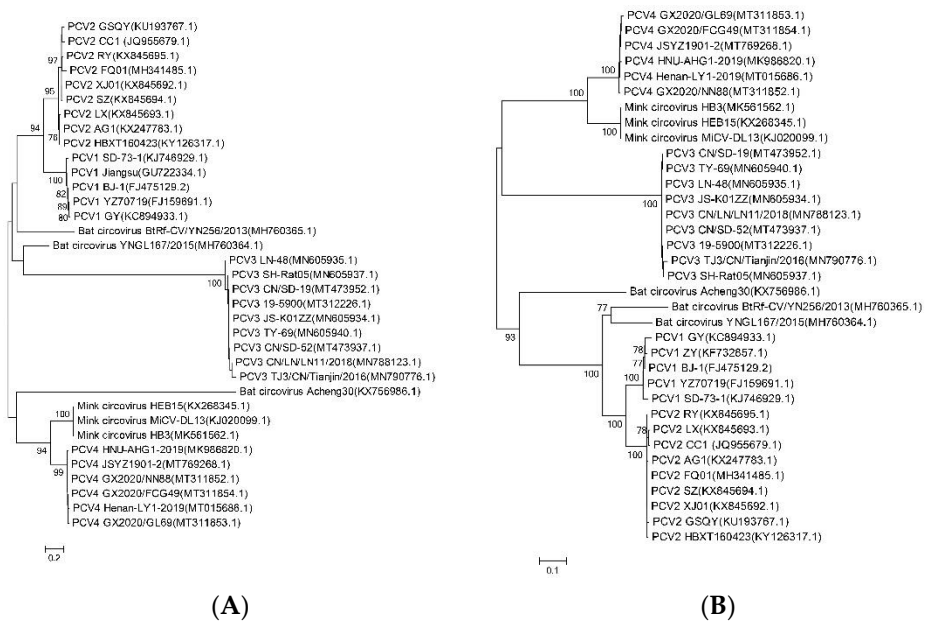 PCV2 GSQY(KU193767.1)
PCV2 CC1 (JQ955679.1)
97
PCV2 RY(KX845695.1)
PCV2 FQ01(MH341485.1)
95
PCV2 XJ01(KX845692.1)
PCV2 SZ(KX845694.1)
PCV2 LX(KX845693.1)
94
PCV2 AG1(KX247783.1)
76
PCV2 HBXT160423(KY126317.1)
PCV1 SD-73-1(KJ746929.1)
PCV1 Jiangsu(GU722334.1)
100
PCV1 BJ-1(FJ475129.2)
82
PCV1 YZ70719(FJ159691.1)
89
80
PCV1 GY(KC894933.1)
Bat circovirus BtRf-CV/YN256/2013(MH760365.1)
Bat circovirus YNGL167/2015(MH760364.1)
PCV3 LN-48(MN605935.1)
PCV3 SH-Rat05(MN605937.1)
100
PCV3 CN/SD-19(MT473952.1)
PCV3 19-5900(MT312226.1)
PCV3 JS-K01ZZ(MN605934.1)
PCV3 TY-69(MN605940.1)
PCV3 CN/SD-52(MT473937.1)
PCV3 CN/LN/LN11/2018(MN788123.1)
PCV3 TJ3/CN/Tianjin/2016(MN790776.1)
Bat circovirus Acheng30(KX756986.1)
Mink circovirus HEB15(KX268345.1)
100
Mink circovirus MiCV-DL13(KJ020099.1)
Mink circovirus HB3(MK561562.1)
94
PCV4 HNU-AHG1-2019(MK986820.1)
PCV4 JSYZ1901-2(MT769268.1)
99
PCV4 GX2020/NN88(MT311852.1)
PCV4 GX2020/FCG49(MT311854.1)
PCV4 Henan-LY1-2019(MT015686.1)
PCV4 GX2020/GL69(MT311853.1)
0.2
(A)
PCV4 GX2020/GL69(MT311853.1)
PCV4 GX2020/FCG49(MT311854.1)
PCV4 JSYZ1901-2(MT769268.1)
100
PCV4 HNU-AHG1-2019(MK986820.1)
PCV4 Henan-LY1-2019(MT015686.1)
100
PCV4 GX2020/NN88(MT311852.1)
Mink circovirus HB3(MK561562.1)
100
Mink circovirus HEB15(KX268345.1)
Mink circovirus MiCV-DL13(KJ020099.1)
PCV3 CN/SD-19(MT473952.1)
PCV3 TY-69(MN605940.1)
PCV3 LN-48(MN605935.1)
PCV3 JS-K01ZZ(MN605934.1)
100
PCV3 CN/LN/LN11/2018(MN788123.1)
PCV3 CN/SD-52(MT473937.1)
PCV3 19-5900(MT312226.1)
PCV3 TJ3/CN/Tianjin/2016(MN790776.1)
PCV3 SH-Rat05(MN605937.1)
Bat circovirus Acheng30(KX756986.1)
77
Bat circovirus BtRf-CV/YN256/2013(MH760365.1)
Bat circovirus YNGL167/2015(MH760364.1)
93
PCV1 GY(KC894933.1)
78
PCV1 ZY(KF732857.1)
77
PCV1 BJ-1(FJ475129.2)
100
100
PCV1 YZ70719(FJ159691.1)
PCV1 SD-73-1(KJ746929.1)
PCV2 RY(KX845695.1)
78
PCV2 LX(KX845693.1)
100
100
PCV2 CC1 (JQ955679.1)
PCV2 AG1(KX247783.1)
PCV2 FQ01(MH341485.1)
PCV2 SZ(KX845694.1)
PCV2 XJ01(KX845692.1)
PCV2 GSQY(KU193767.1)
PCV2 HBXT160423(KY126317.1)
0.1
(B)